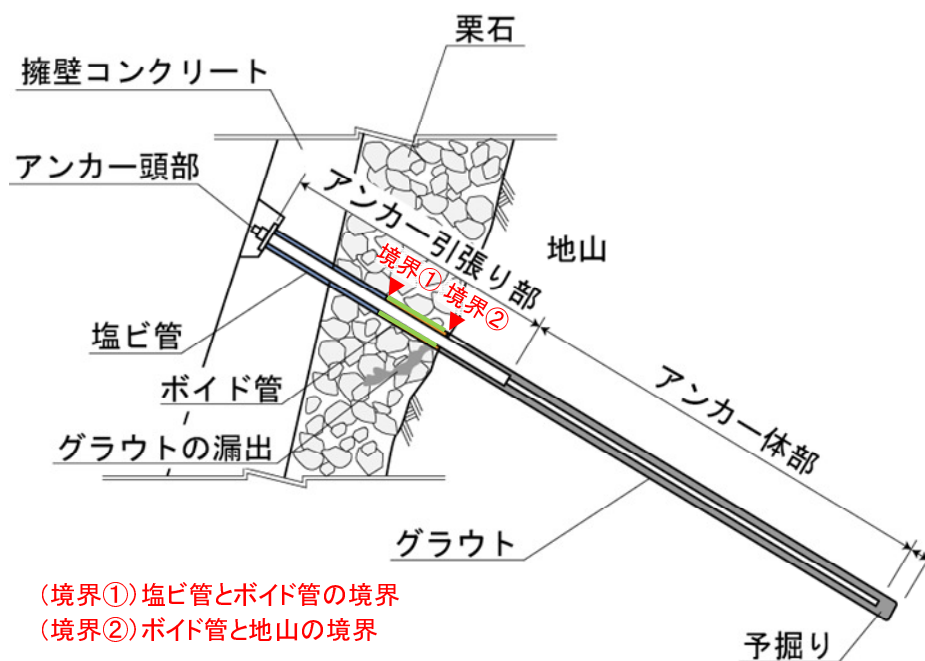 栗石
擁壁コンクリート
アンカー頭部
アンカー引張り部
地山
境界①
境界②
塩ビ管
ボイド管
アンカー体部
グラウトの漏出
グラウト
(境界①)塩ビ管とボイド管の境界
(境界②)ボイド管と地山の境界
予掘り